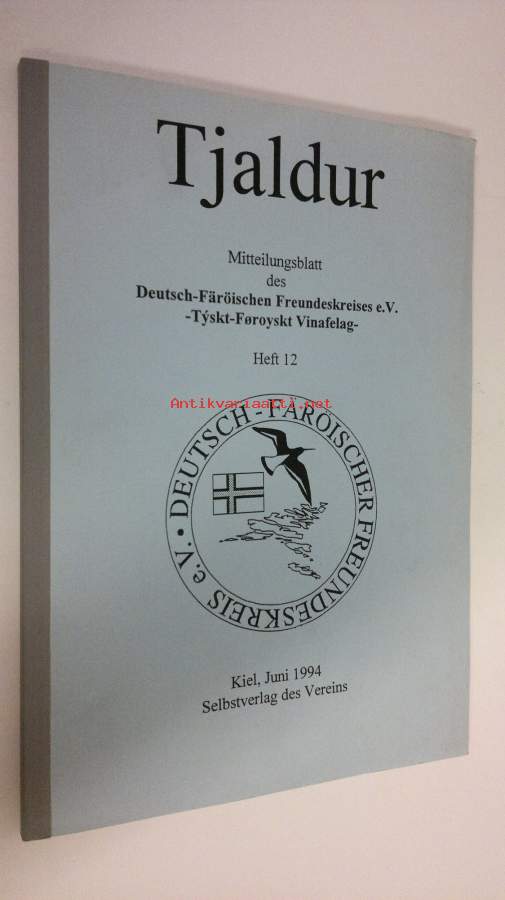 Tjaldur
Mitteilungsblatt
des
Deutsch-Färöischen Freundeskreises e.V.
-Týskt-Føroyskt Vinafelag-
Heft 12
Antikvariaatti.net
DEUTSCH-FÄRÖISCHER FREUNDESKREIS e.V. •
Kiel, Juni 1994
Selbstverlag des Vereins